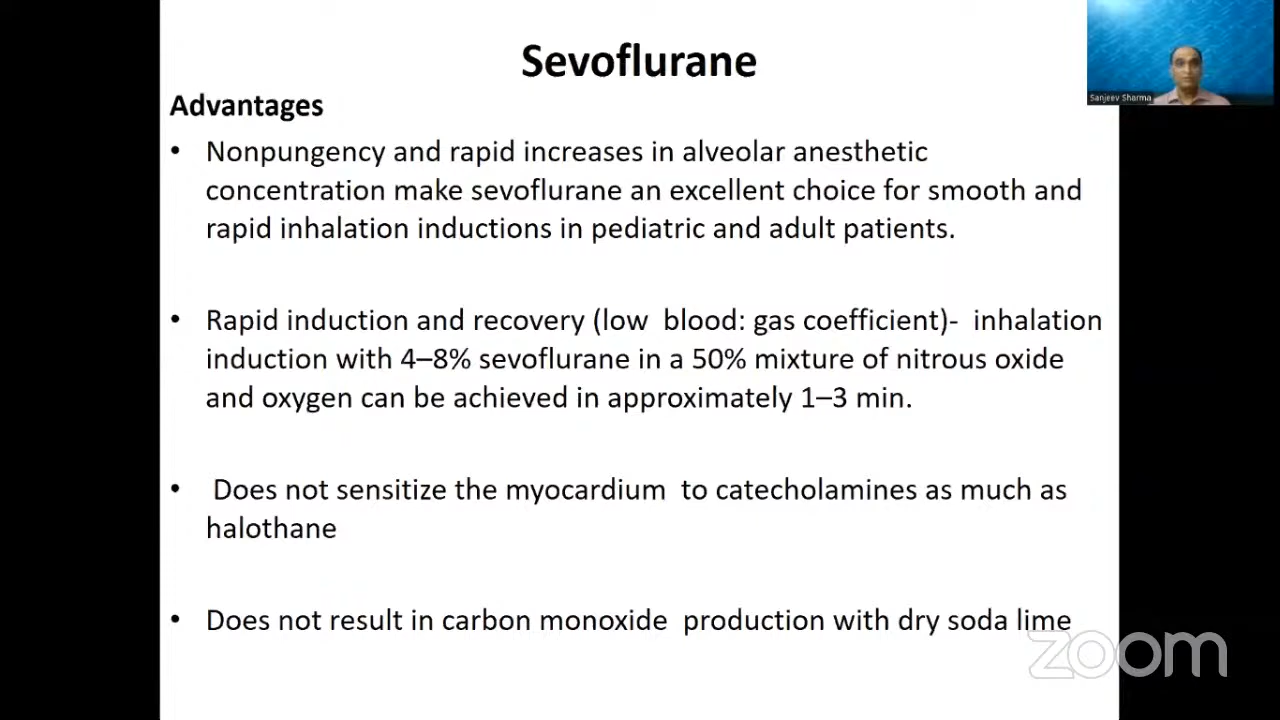 Sevoflurane
Sanjeev Sharma
Advantages
• Nonpungency and rapid increases in alveolar anesthetic
concentration make sevoflurane an excellent choice for smooth and
rapid inhalation inductions in pediatric and adult patients.
• Rapid induction and recovery (low blood: gas coefficient)- inhalation
induction with 4–8% sevoflurane in a 50% mixture of nitrous oxide
and oxygen can be achieved in approximately 1–3 min.
• Does not sensitize the myocardium to catecholamines as much as
halothane
• Does not result in carbon monoxide production with dry soda lime
zoom